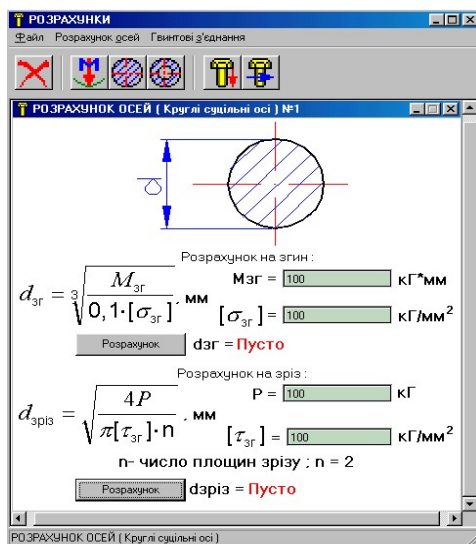 РОЗРАХУНКИ
Файл Розрахунок осей Гвинтові з'єднання
РОЗРАХУНОК ОСЕЙ ( Круглі суцільні осі ) №1
d
Розрахунок на згин :
dзг = ∛(Mзг / 0,1·[σзг]) , мм
Мзг = 100 кГ*мм
[σзг] = 100 кГ/мм²
Розрахунок dзг = Пусто
Розрахунок на зріз :
dзріз = √(4P / π[τзг]·n) , мм
P = 100 кГ
[τзг] = 100 кГ/мм²
n- число площин зрізу ; n = 2
Розрахунок dзріз = Пусто
РОЗРАХУНОК ОСЕЙ ( Круглі суцільні осі )